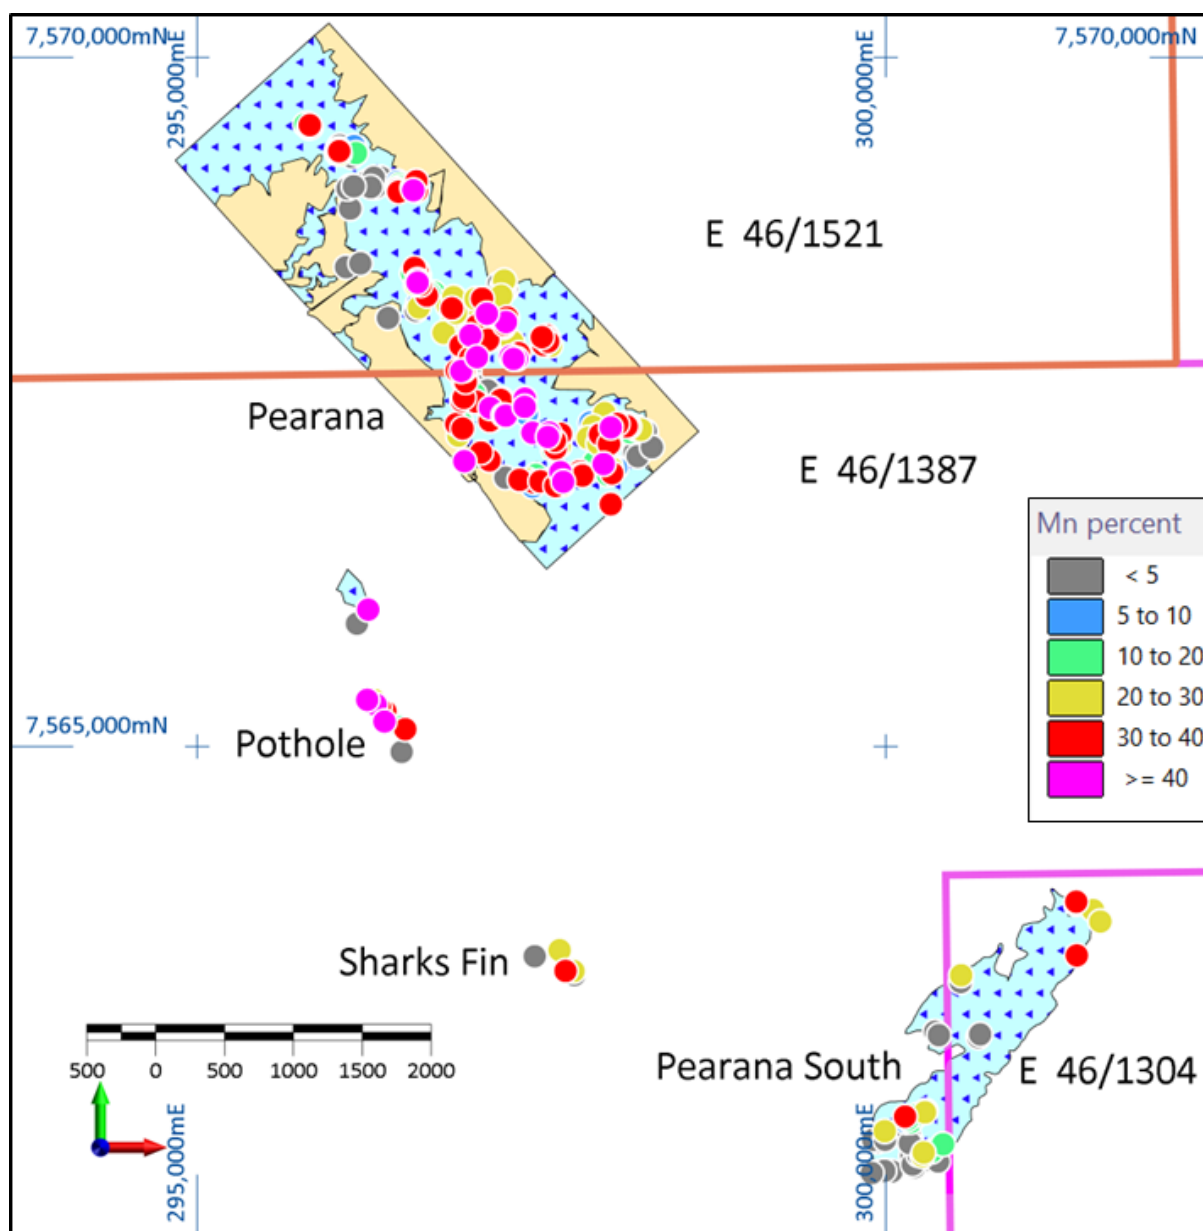 7,570,000mN
295,000mE
300,000mE
7,570,000mN
E 46/1521
Pearana
E 46/1387
Mn percent
< 5
5 to 10
10 to 20
20 to 30
30 to 40
>= 40
7,565,000mN
Pothole
Sharks Fin
500 0 500 1000 1500 2000
Pearana South
E 46/1304
295,000mE
300,000mE